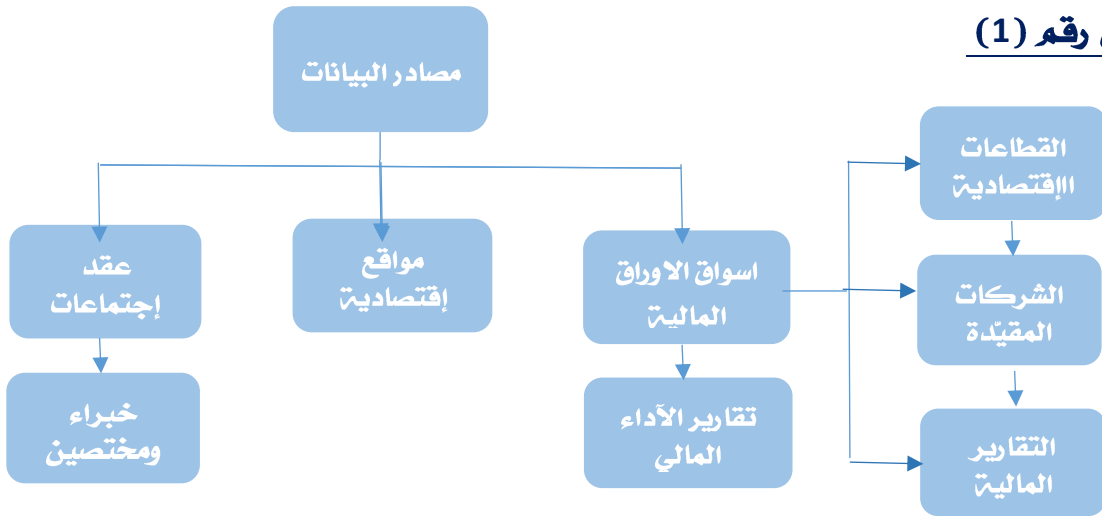 رقم (1)
مصادر البيانات
القطاعات
الإقتصادية
عقد
إجتماعات
مواقع
إقتصادية
اسواق الاوراق
المالية
الشركات
المقيّدة
خبراء
ومختصين
تقارير الآداء
المالي
التقارير
المالية